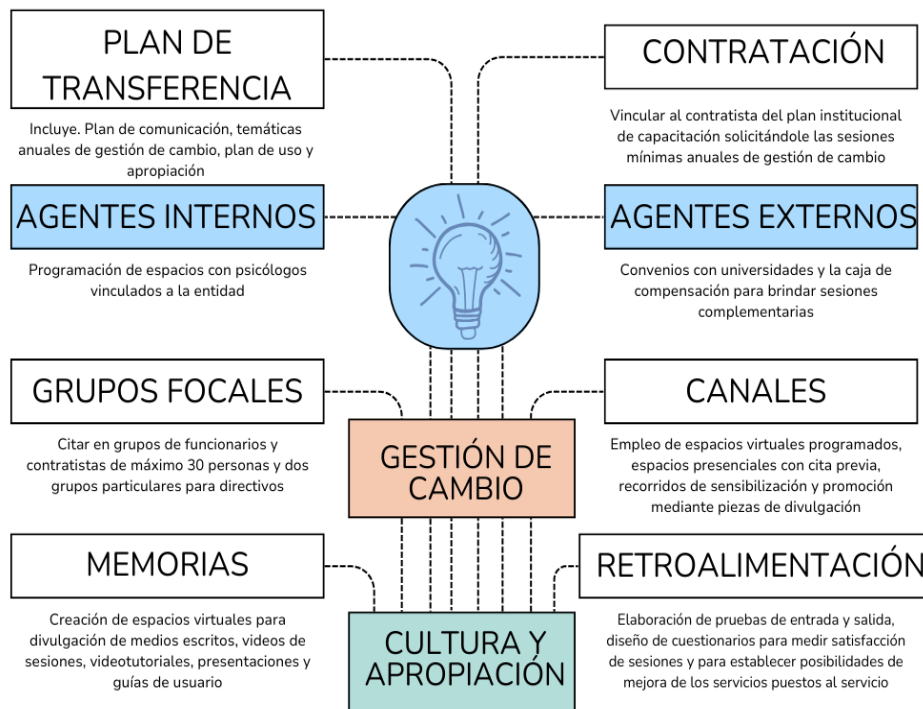 PLAN DE
TRANSFERENCIA
Incluye. Plan de comunicación, temáticas
anuales de gestión de cambio, plan de uso y
apropiación
CONTRATACIÓN
Vincular al contratista del plan institucional
de capacitación solicitándole las sesiones
mínimas anuales de gestión de cambio
AGENTES INTERNOS
Programación de espacios con psicólogos
vinculados a la entidad
AGENTES EXTERNOS
Convenios con universidades y la caja de
compensación para brindar sesiones
complementarias
GRUPOS FOCALES
Citar en grupos de funcionarios y
contratistas de máximo 30 personas y dos
grupos particulares para directivos
CANALES
Empleo de espacios virtuales programados,
espacios presenciales con cita previa,
recorridos de sensibilización y promoción
mediante piezas de divulgación
GESTIÓN DE
CAMBIO
MEMORIAS
Creación de espacios virtuales para
divulgación de medios escritos, videos de
sesiones, videotutoriales, presentaciones y
guías de usuario
RETROALIMENTACIÓN
Elaboración de pruebas de entrada y salida,
diseño de cuestionarios para medir satisfacción
de sesiones y para establecer posibilidades de
mejora de los servicios puestos al servicio
CULTURA Y
APROPIACIÓN